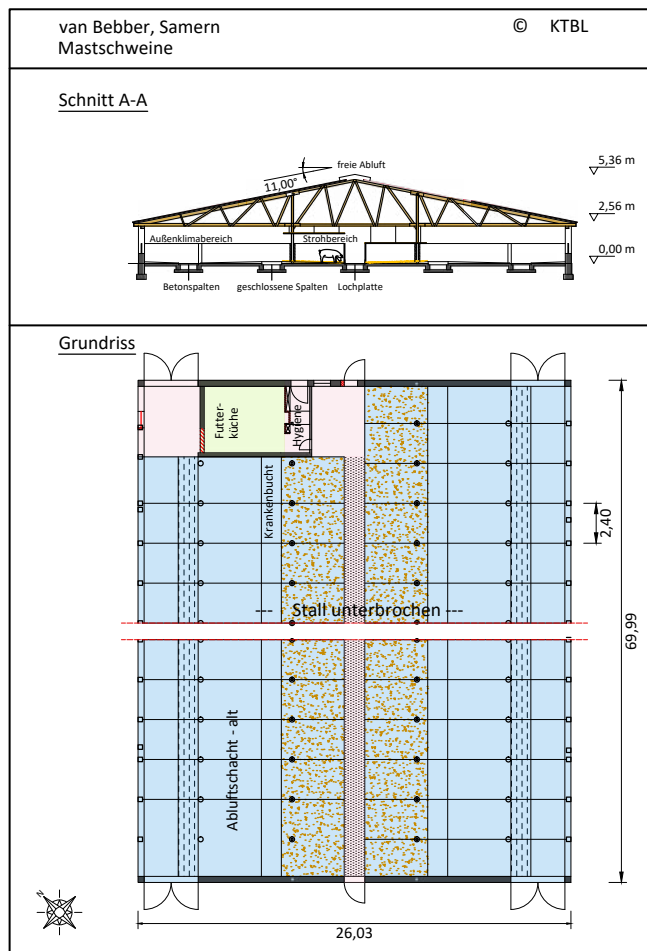 van Bebber, Samern
Mastschweine
© KTBL
Schnitt A-A
freie Abluft
11,00°
5,36 m
2,56 m
0,00 m
Außenklimabereich
Strohbereich
Betonspalten
geschlossene Spalten
Lochplatte
Grundriss
Futter-
küche
Hygiene
Krankenbucht
2,40
--- Stall unterbrochen ---
69,99
Abluftschacht - alt
N
26,03